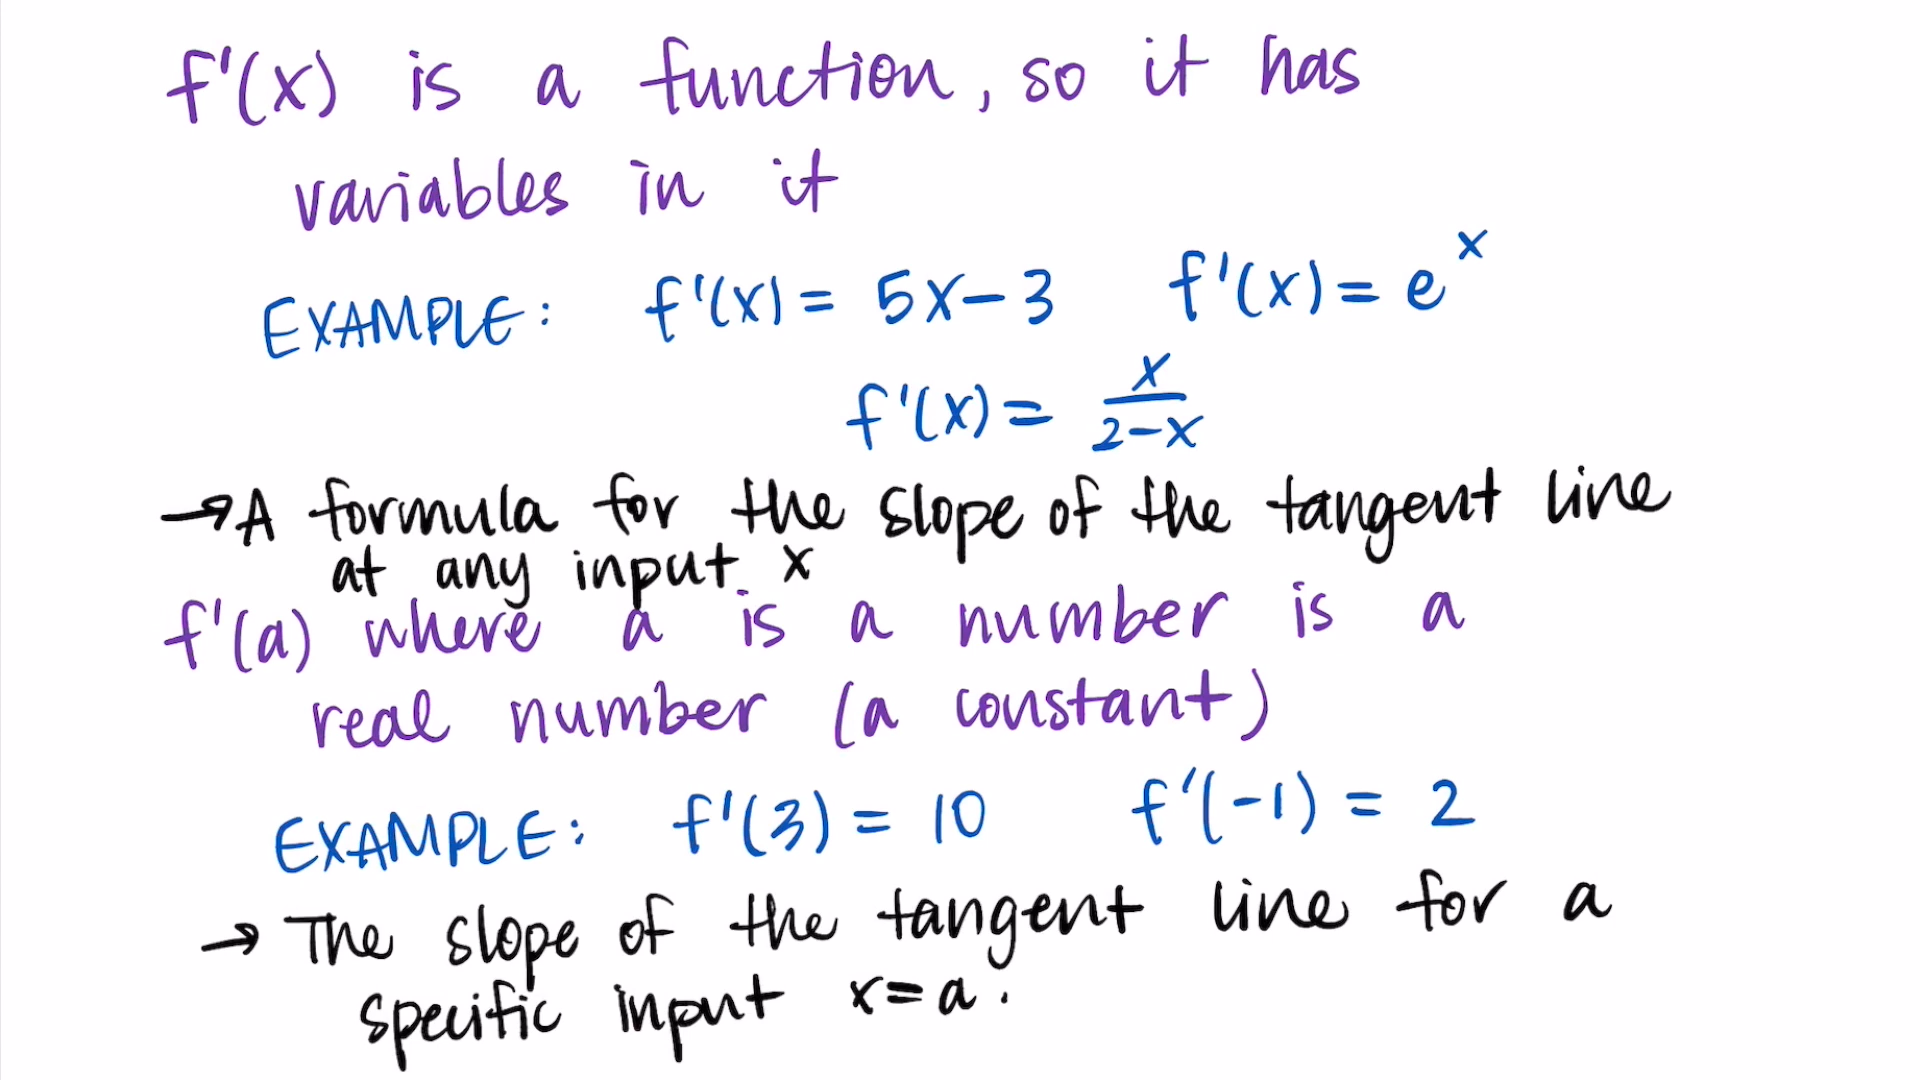 f'(x) is a function, so it has
variables in it
EXAMPLE: f'(x) = 5x-3 f'(x) = e^x
f'(x) = x/(2-x)
→ A formula for the slope of the tangent line
at any input x
f'(a) where a is a number is a
real number (a constant)
EXAMPLE: f'(3) = 10 f'(-1) = 2
→ The slope of the tangent line for a
specific input x=a.